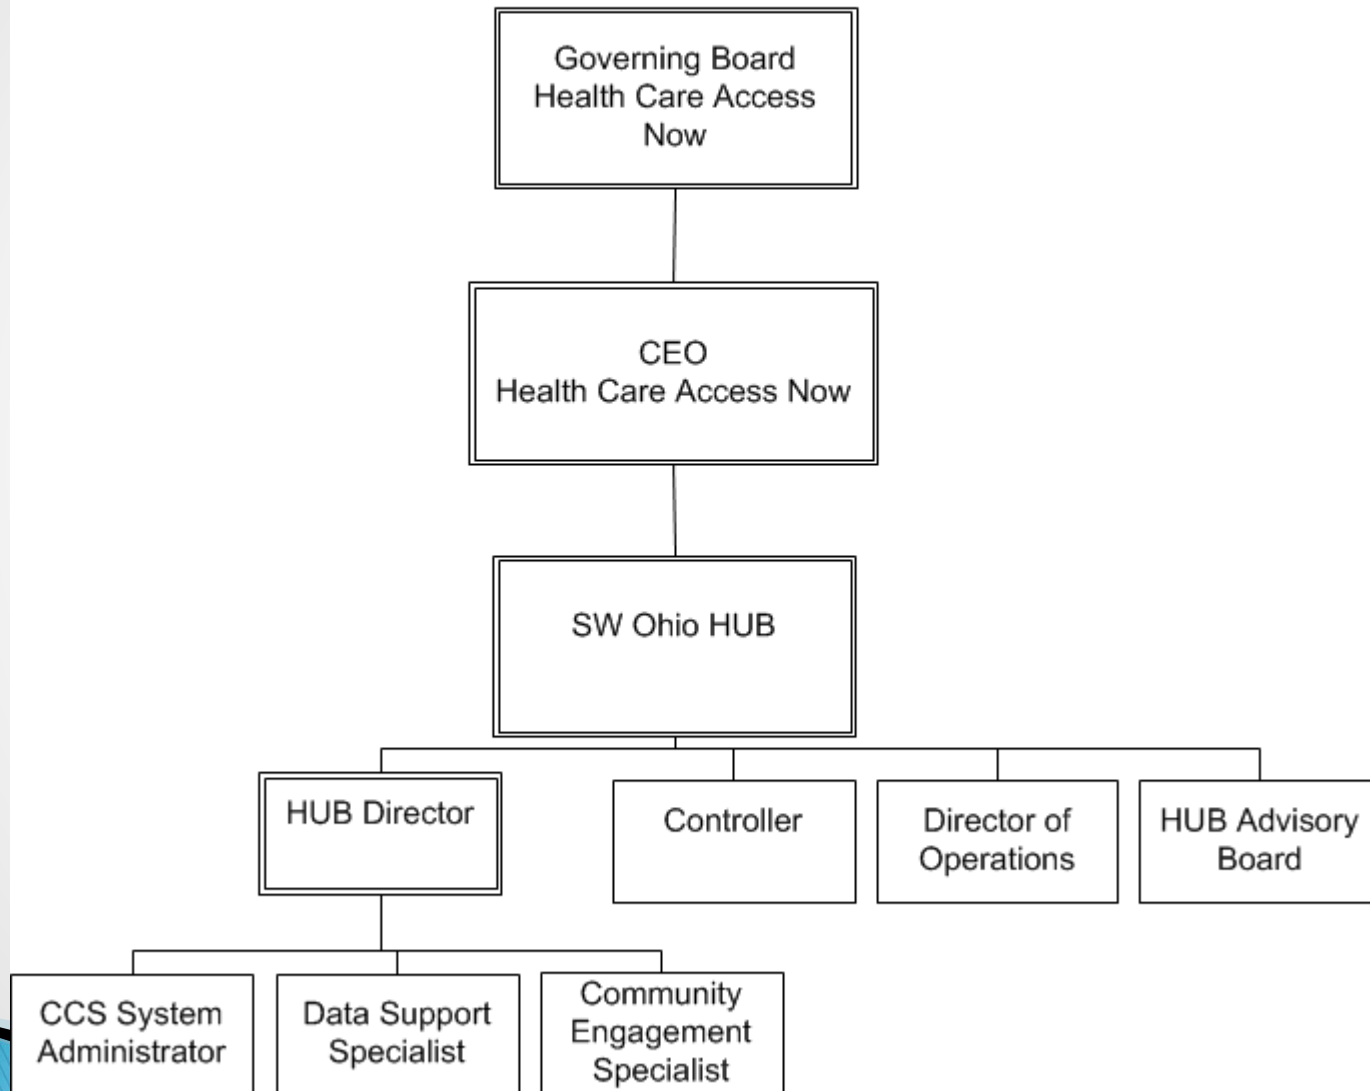 Governing Board
Health Care Access
Now
CEO
Health Care Access Now
SW Ohio HUB
HUB Director
Controller
Director of
Operations
HUB Advisory
Board
CCS System
Administrator
Data Support
Specialist
Community
Engagement
Specialist